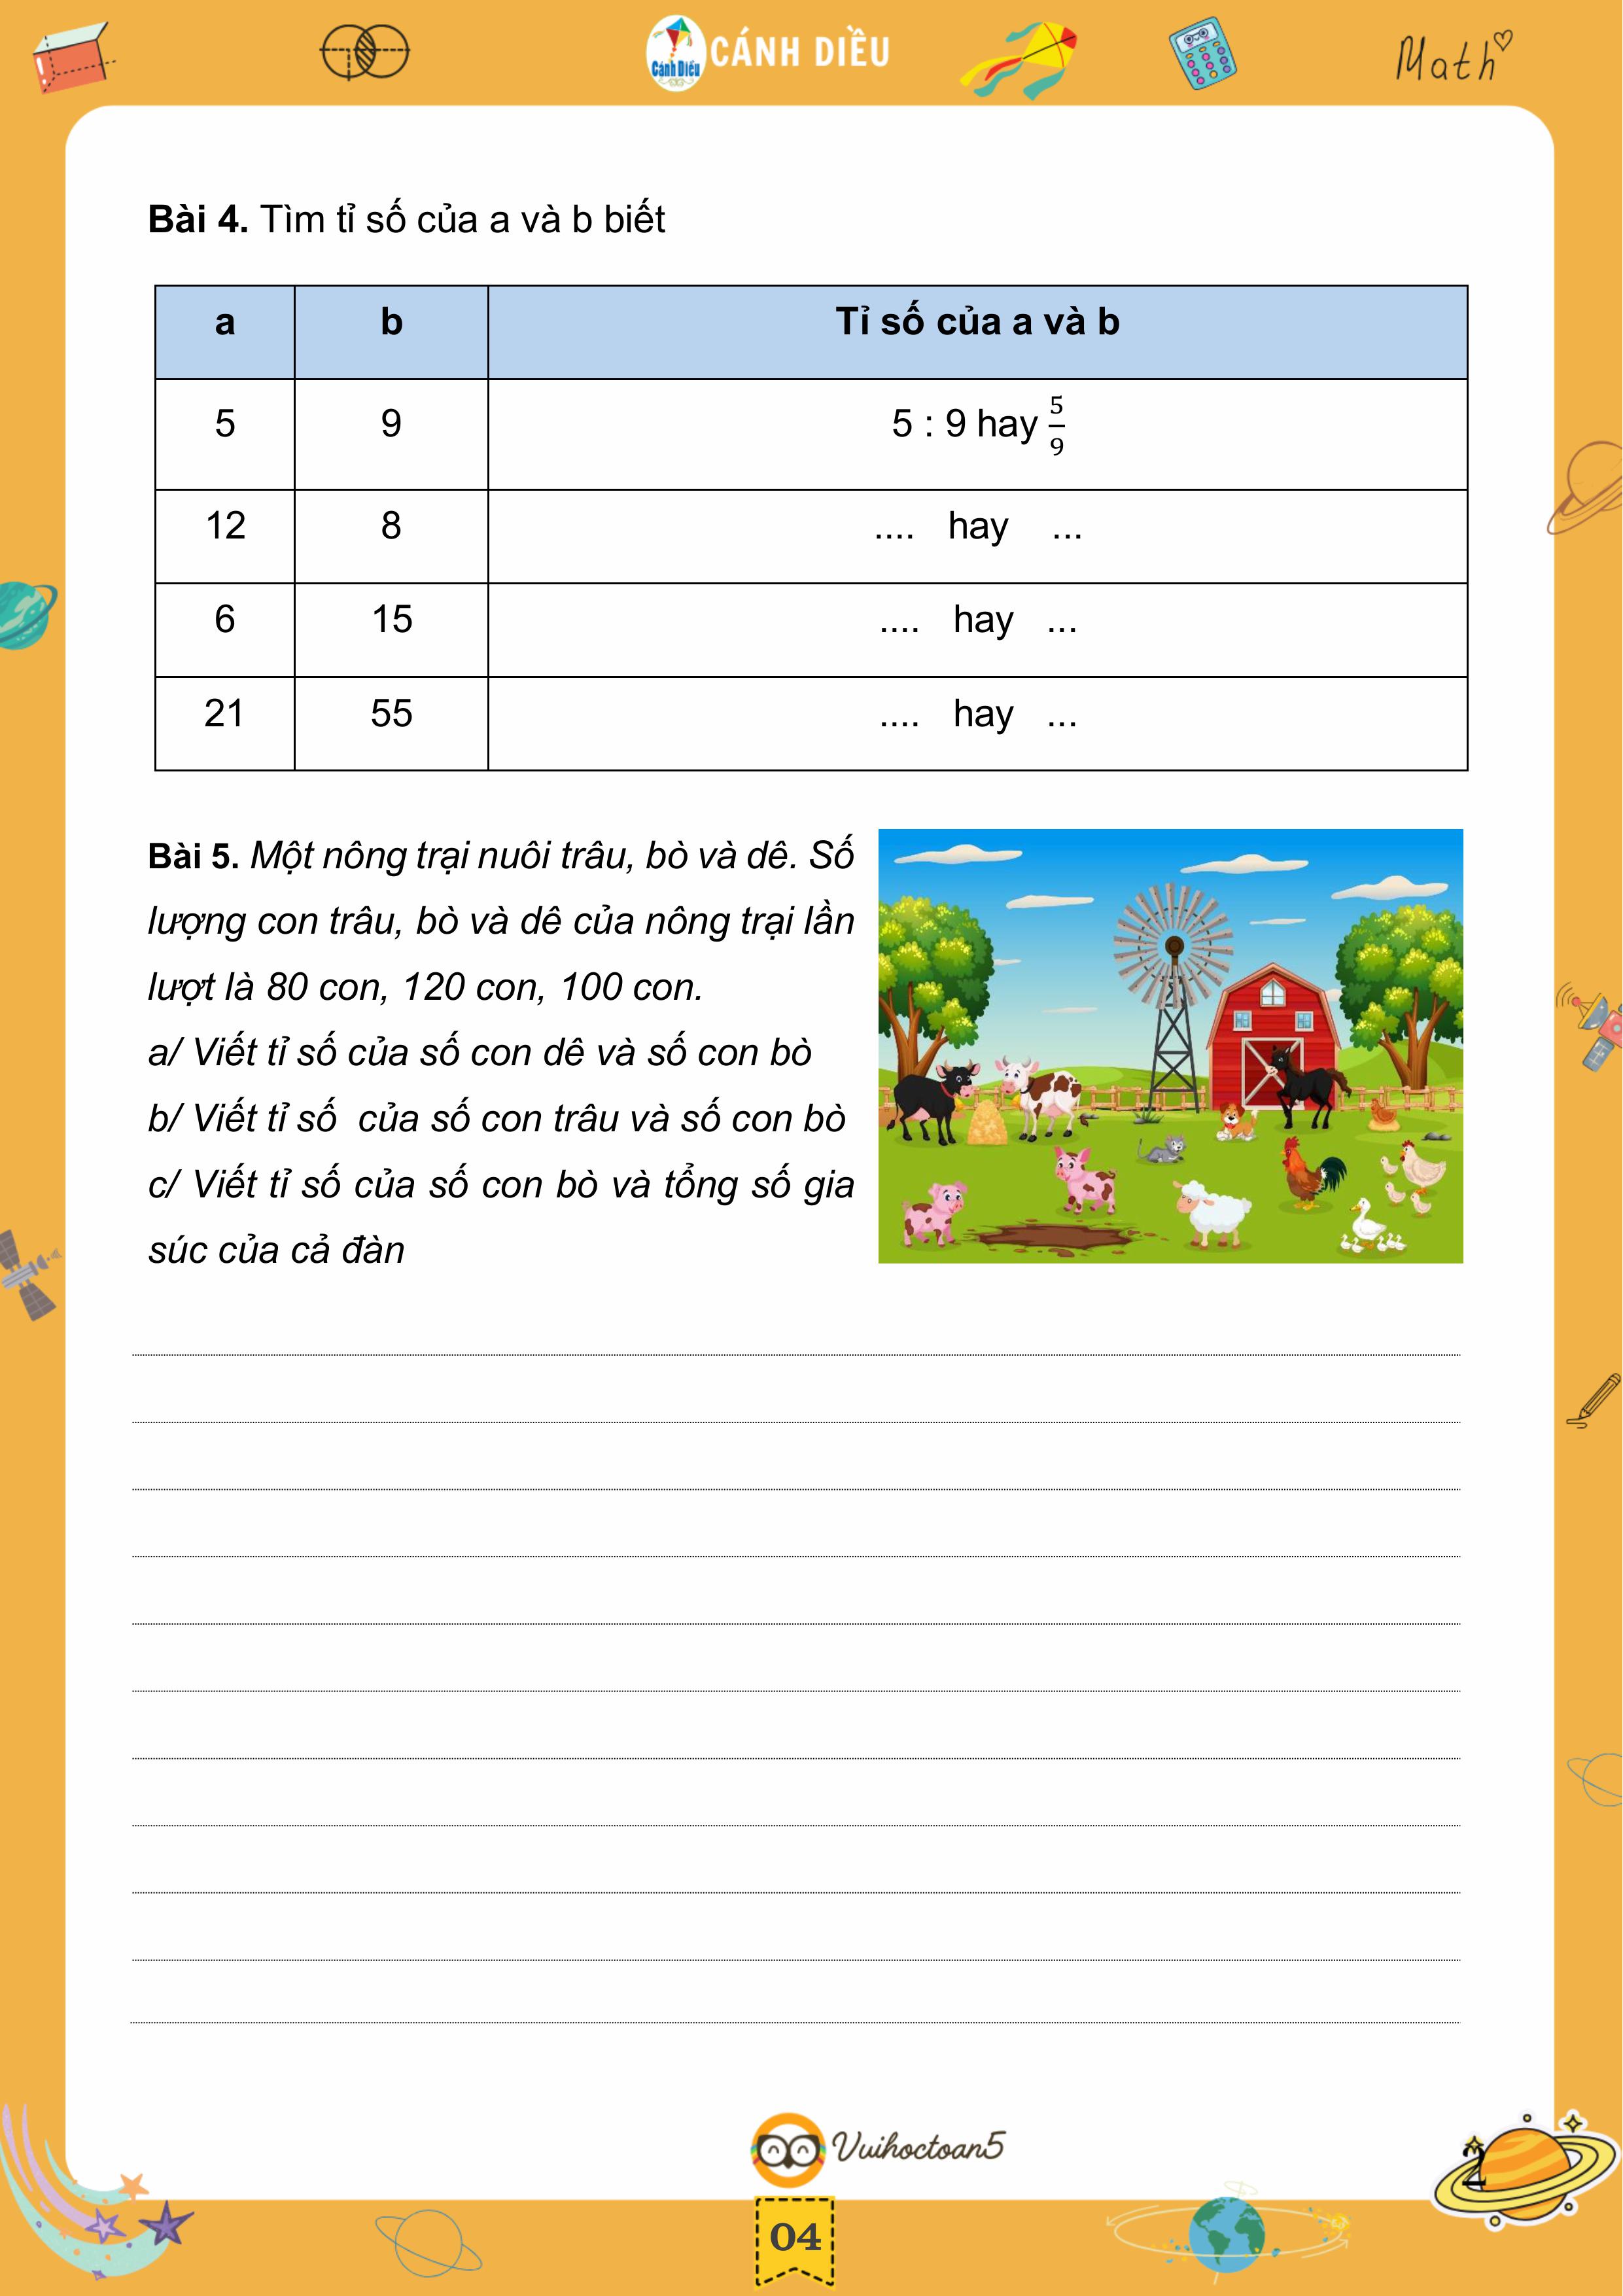 Cánh Diều CÁNH DIỀU
Math
Bài 4. Tìm tỉ số của a và b biết
a b Tỉ số của a và b
5 9 5 : 9 hay 5/9
12 8 .... hay ...
6 15 .... hay ...
21 55 .... hay ...
Bài 5. Một nông trại nuôi trâu, bò và dê. Số
lượng con trâu, bò và dê của nông trại lần
lượt là 80 con, 120 con, 100 con.
a/ Viết tỉ số của số con dê và số con bò
b/ Viết tỉ số của số con trâu và số con bò
c/ Viết tỉ số của số con bò và tổng số gia
súc của cả đàn
Vuihoctoan5
2
04